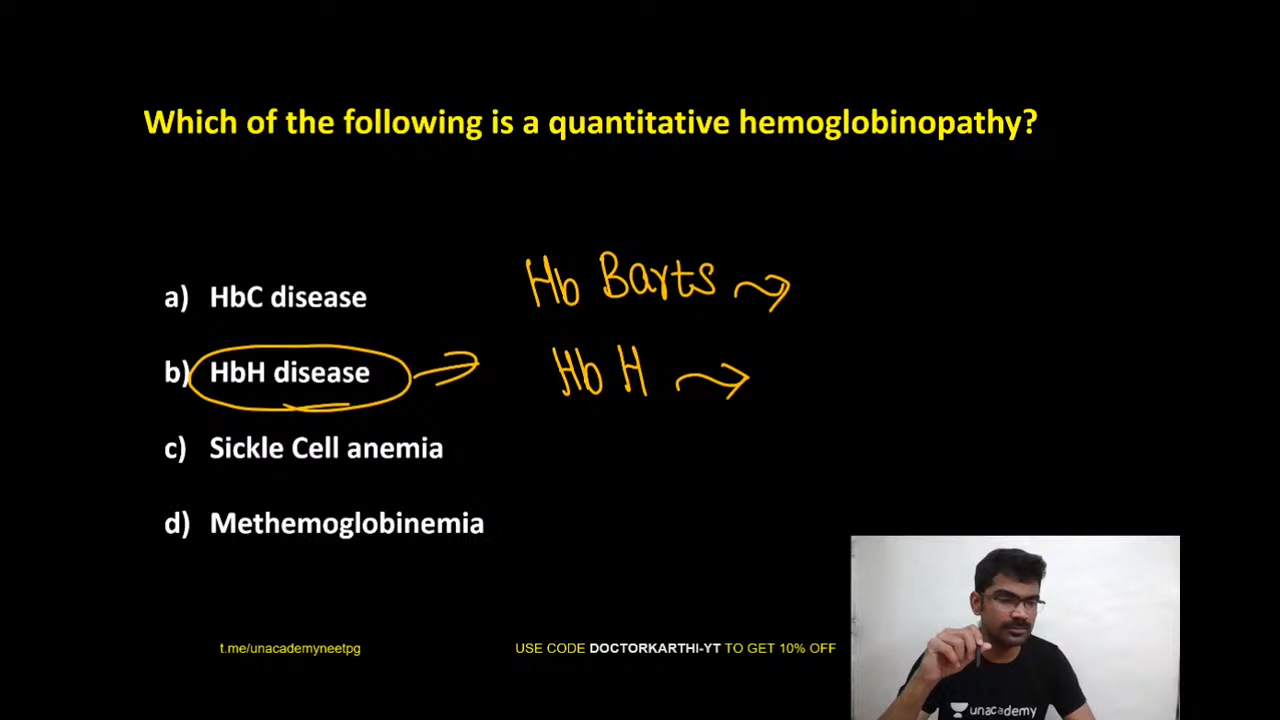 Which of the following is a quantitative hemoglobinopathy?
Hb Barts
a) HbC disease
b) HbH disease
Hb H
c) Sickle Cell anemia
d) Methemoglobinemia
t.me/unacademyneetpg
USE CODE DOCTORKARTHI-YT TO GET 10% OFF
unacademy